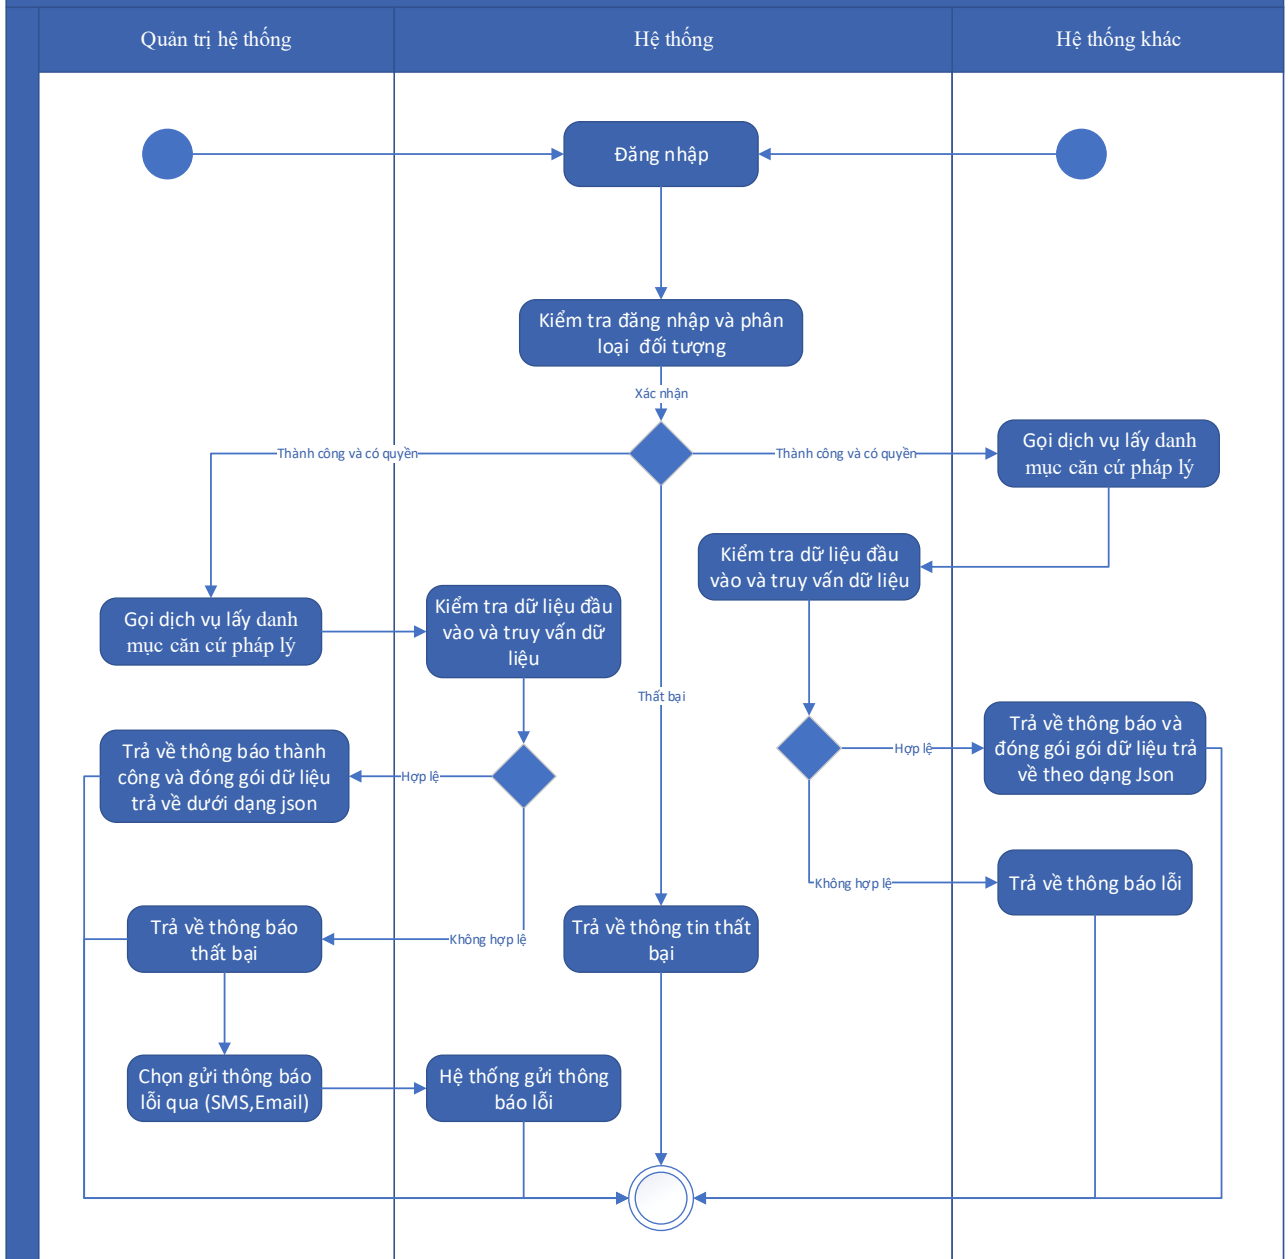 Quản trị hệ thống
Hệ thống
Hệ thống khác
Đăng nhập
Kiểm tra đăng nhập và phân
loại đối tượng
Xác nhận
Thành công và có quyền
Thành công và có quyền
Gọi dịch vụ lấy danh
mục căn cứ pháp lý
Kiểm tra dữ liệu đầu
vào và truy vấn dữ liệu
Gọi dịch vụ lấy danh
mục căn cứ pháp lý
Kiểm tra dữ liệu đầu
vào và truy vấn dữ
liệu
Thất bại
Trả về thông báo thành
công và đóng gói dữ liệu
trả về dưới dạng json
Hợp lệ
Hợp lệ
Trả về thông báo và
đóng gói gói dữ liệu trả
về theo dạng Json
Không hợp lệ
Trả về thông báo lỗi
Trả về thông báo
thất bại
Không hợp lệ
Trả về thông tin thất
bại
Chọn gửi thông báo
lỗi qua (SMS,Email)
Hệ thống gửi thông
báo lỗi